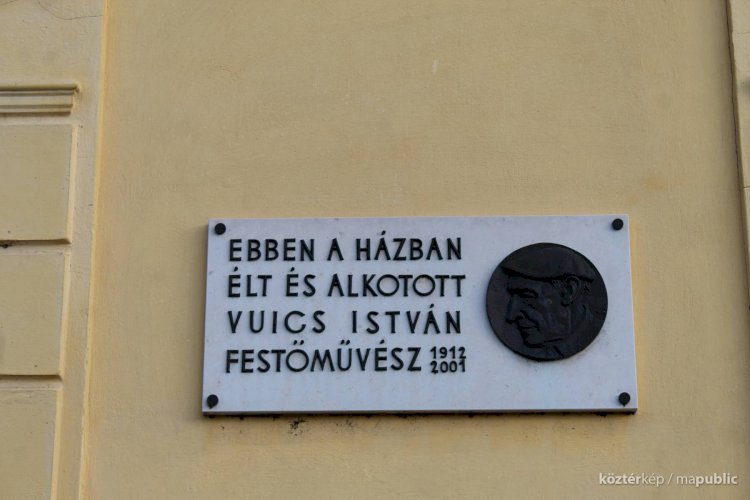 EBBEN A HÁZBAN
ÉLT ÉS ALKOTOTT
VUICS ISTVÁN
FESTŐMŰVÉSZ 1912
2001
köztérkép / mapublic